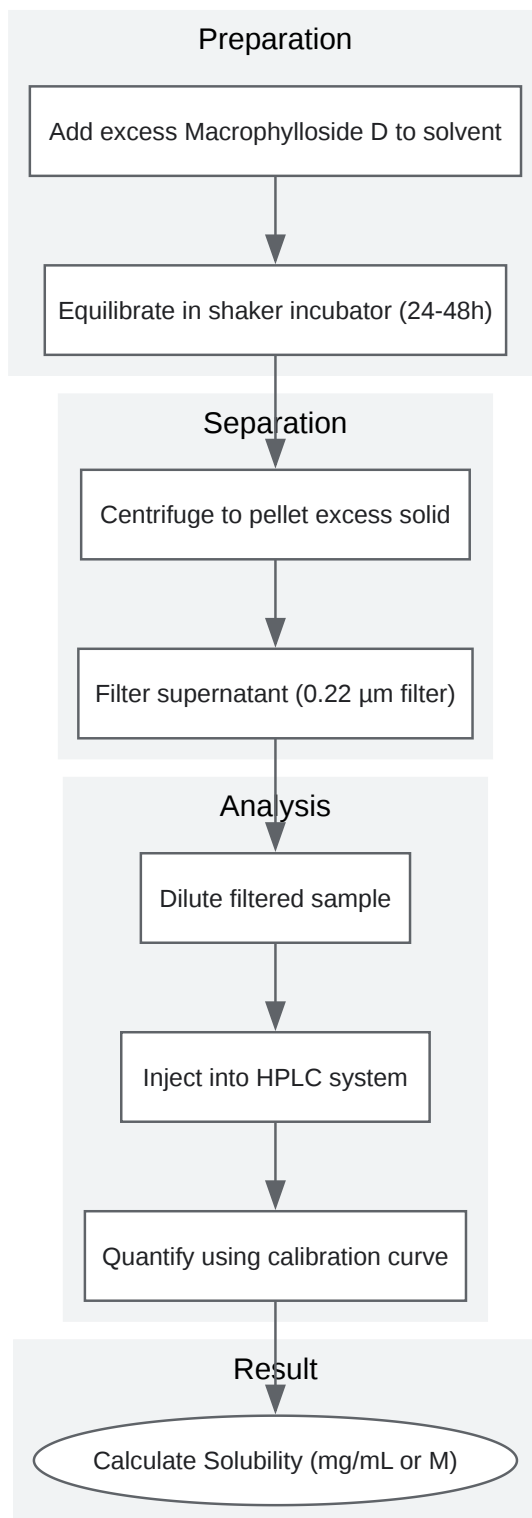 Preparation
Add excess Macrophylloside D to solvent
Equilibrate in shaker incubator (24-48h)
Separation
Centrifuge to pellet excess solid
Filter supernatant (0.22 µm filter)
Analysis
Dilute filtered sample
Inject into HPLC system
Quantify using calibration curve
Result
Calculate Solubility (mg/mL or M)